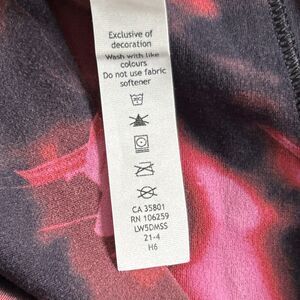 Exclusive of
decoration
Wash with like
colours
Do not use fabric
softener
CA 35801
RN 106259
LW5DMSS
21-4
H6